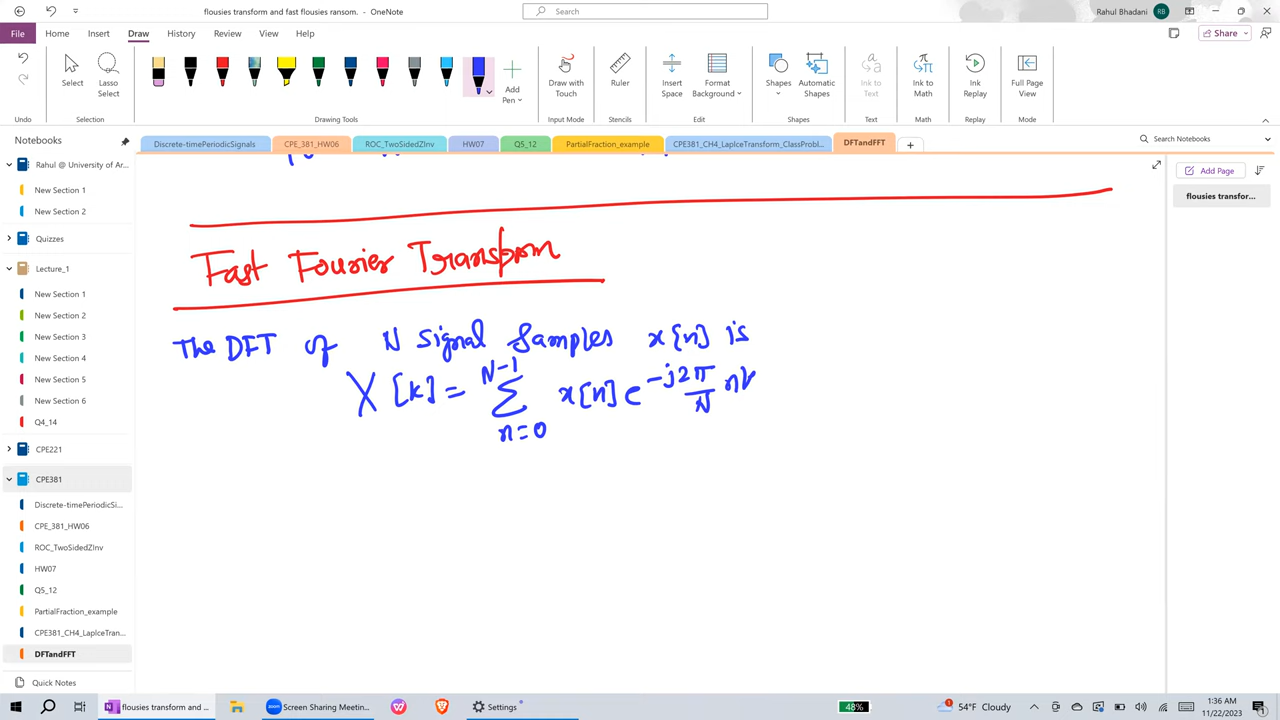 flousies transform and fast flousies ransom. - OneNote
Search
Rahul Bhadani
RB
File
Home
Insert
Draw
History
Review
View
Help
Share
Select
Lasso Select
Add Pen
Draw with Touch
Ruler
Insert Space
Format Background
Shapes
Automatic Shapes
Ink to Text
Ink to Math
Ink Replay
Full Page View
Undo
Selection
Drawing Tools
Input Mode
Stencils
Edit
Shapes
Text
Math
Replay
View
Notebooks
Discrete-timePeriodicSignals
CPE_381_HW06
ROC_TwoSidedZInv
HW07
Q5_12
PartialFraction_example
CPE381_CH4_LaplceTransform_ClassProbl...
DFTandFFT
Search Notebooks
Rahul @ University of Ar...
New Section 1
New Section 2
Quizzes
Lecture_1
New Section 1
New Section 2
New Section 3
New Section 4
New Section 5
New Section 6
Q4_14
CPE221
CPE381
Discrete-timePeriodicSi...
CPE_381_HW06
ROC_TwoSidedZInv
HW07
Q5_12
PartialFraction_example
CPE381_CH4_LaplceTran...
DFTandFFT
Quick Notes
Add Page
flousies transfor...
Fast Fourier Transform
The DFT of N Signal Samples x[n] is
X[k] = N-1 ∑ n=0 x[n] e^-j2π/N nk
flousies transform and ...
Screen Sharing Meetin...
Settings
48%
54°F Cloudy
1:36 AM
11/22/2023